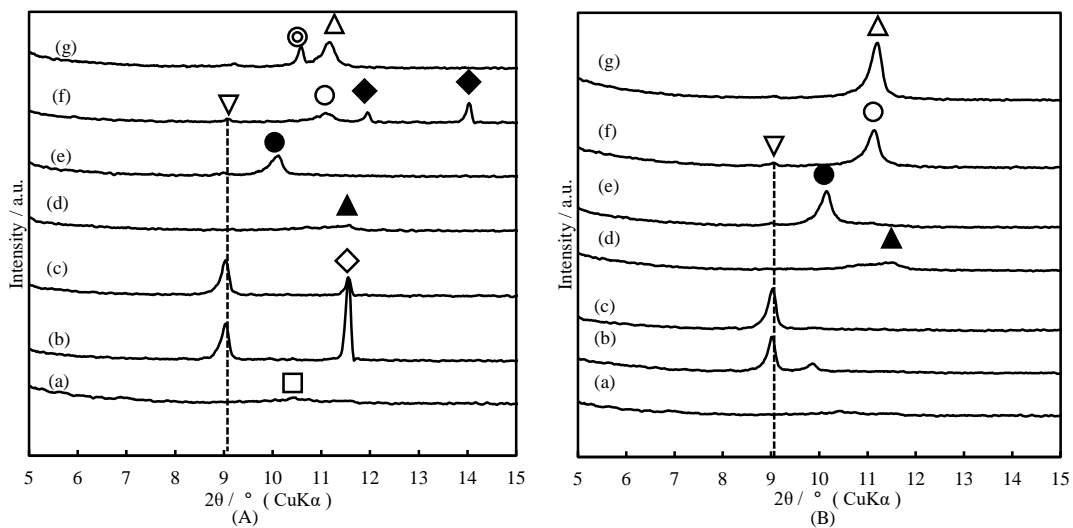 (g)
(f)
(e)
(d)
(c)
(b)
(a)
Intensity / a.u.
5 6 7 8 9 10 11 12 13 14 15
2θ / ° ( CuKα )
(A)
(g)
(f)
(e)
(d)
(c)
(b)
(a)
Intensity / a.u.
5 6 7 8 9 10 11 12 13 14 15
2θ / ° ( CuKα )
(B)